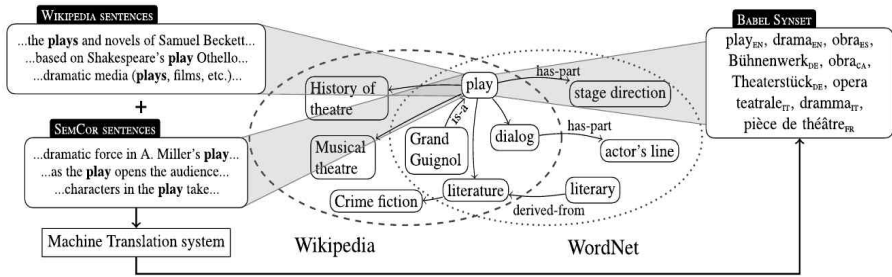 WIKIPEDIA SENTENCES
...the plays and novels of Samuel Beckett...
...based on Shakespeare's play Othello...
...dramatic media (plays, films, etc.)...
+
SEMCOR SENTENCES
...dramatic force in A. Miller's play...
...as the play opens the audience...
...characters in the play take...
Machine Translation system
History of
theatre
Musical
theatre
Crime fiction
play
is-a
Grand
Guignol
dialog
literature
has-part
stage direction
has-part
actor's line
literary
derived-from
Wikipedia
WordNet
BABEL SYNSET
playEN, dramaEN, obraES,
BühnenwerkDE, obraCA,
TheaterstückDE, opera
teatraleIT, drammaIT,
pièce de théâtreFR